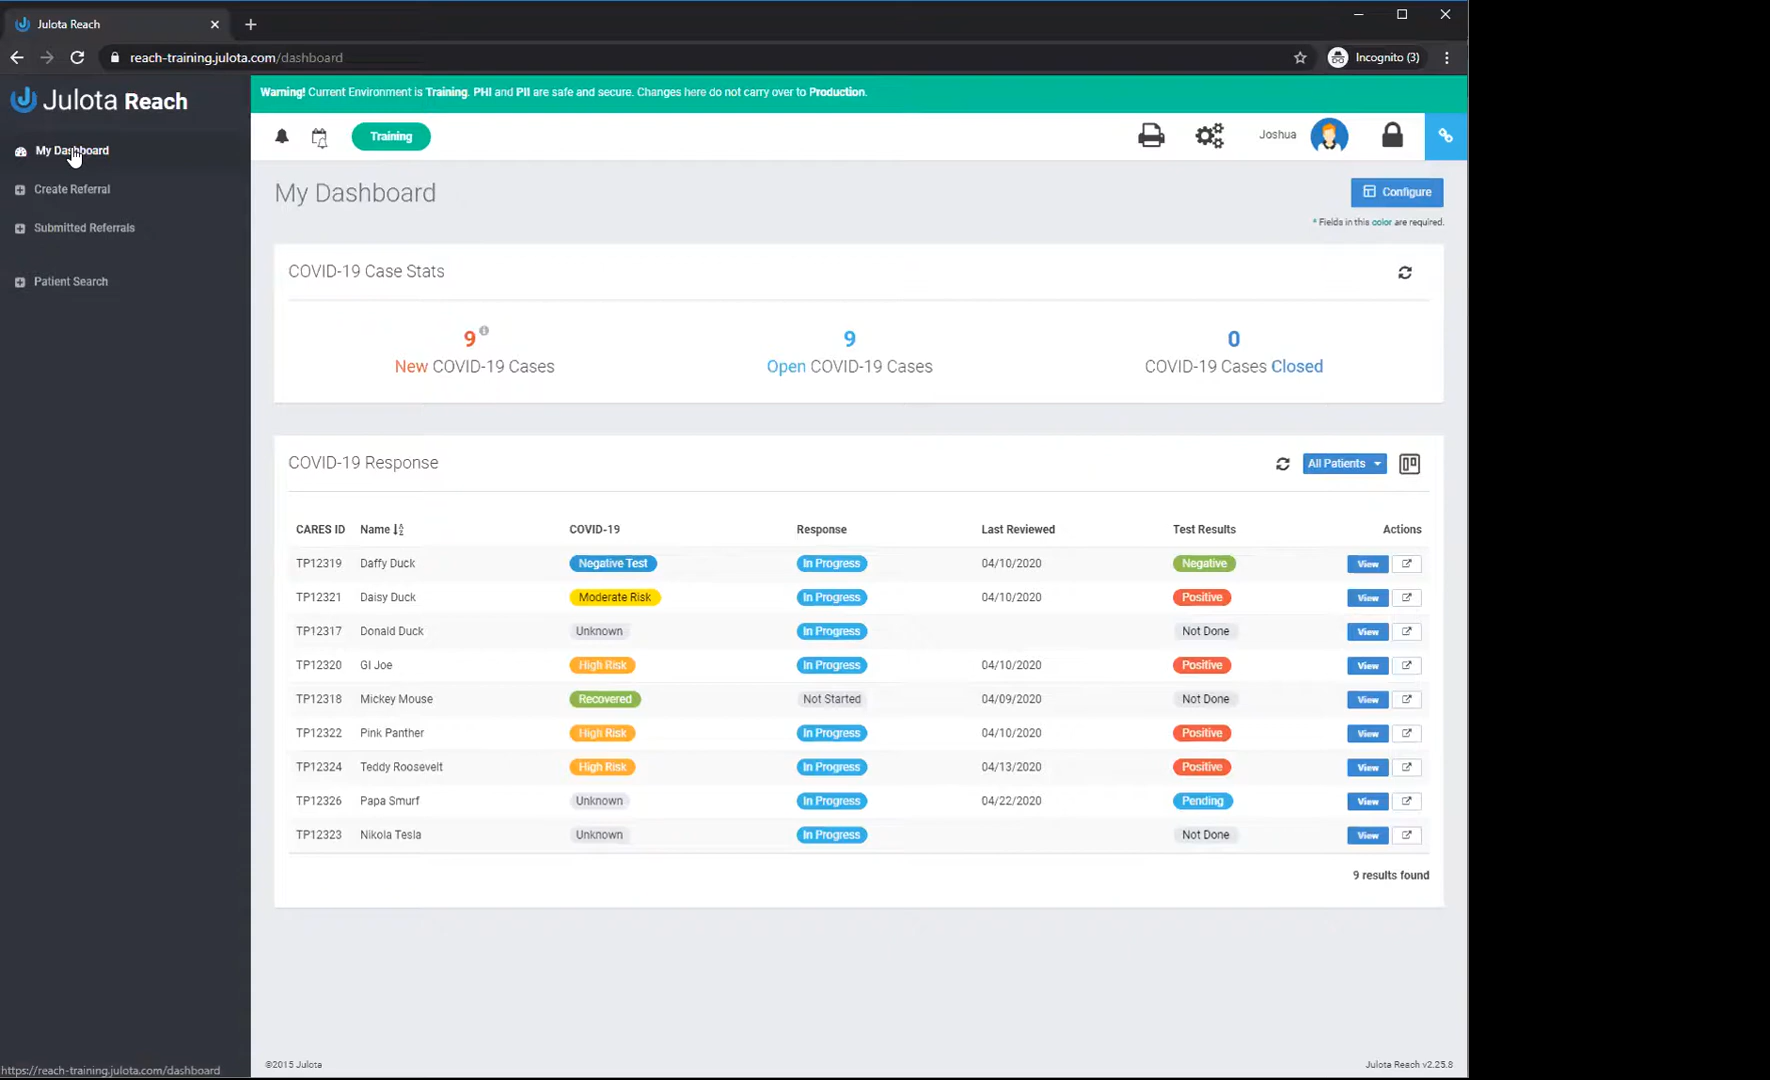 Julota Reach
reach-training.julota.com/dashboard
Incognito (3)
Julota Reach
Warning! Current Environment is Training. PHI and PII are safe and secure. Changes here do not carry over to Production.
Training
Joshua
My Dashboard
Create Referral
Submitted Referrals
Patient Search
My Dashboard
Configure
* Fields in this color are required.
COVID-19 Case Stats
9 9 0
New COVID-19 Cases Open COVID-19 Cases COVID-19 Cases Closed
COVID-19 Response
All Patients
CARES ID Name COVID-19 Response Last Reviewed Test Results Actions
TP12319 Daffy Duck Negative Test In Progress 04/10/2020 Negative View
TP12321 Daisy Duck Moderate Risk In Progress 04/10/2020 Positive View
TP12317 Donald Duck Unknown In Progress Not Done View
TP12320 GI Joe High Risk In Progress 04/10/2020 Positive View
TP12318 Mickey Mouse Recovered Not Started 04/09/2020 Not Done View
TP12322 Pink Panther High Risk In Progress 04/10/2020 Positive View
TP12324 Teddy Roosevelt High Risk In Progress 04/13/2020 Positive View
TP12326 Papa Smurf Unknown In Progress 04/22/2020 Pending View
TP12323 Nikola Tesla Unknown In Progress Not Done View
9 results found
©2015 Julota
Julota Reach v2.25.8
https://reach-training.julota.com/dashboard